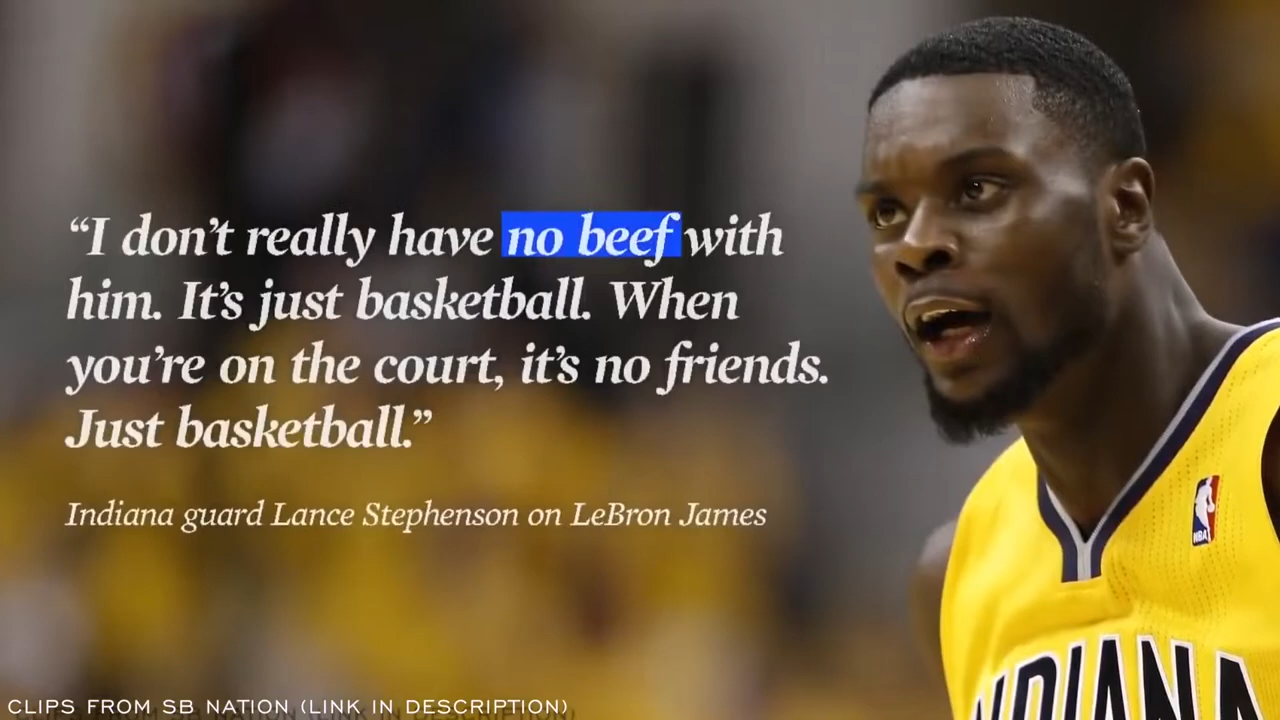 “I don’t really have no beef with
him. It’s just basketball. When
you’re on the court, it’s no friends.
Just basketball.”
Indiana guard Lance Stephenson on LeBron James
NBA
INDIANA
CLIPS FROM SB NATION (LINK IN DESCRIPTION)